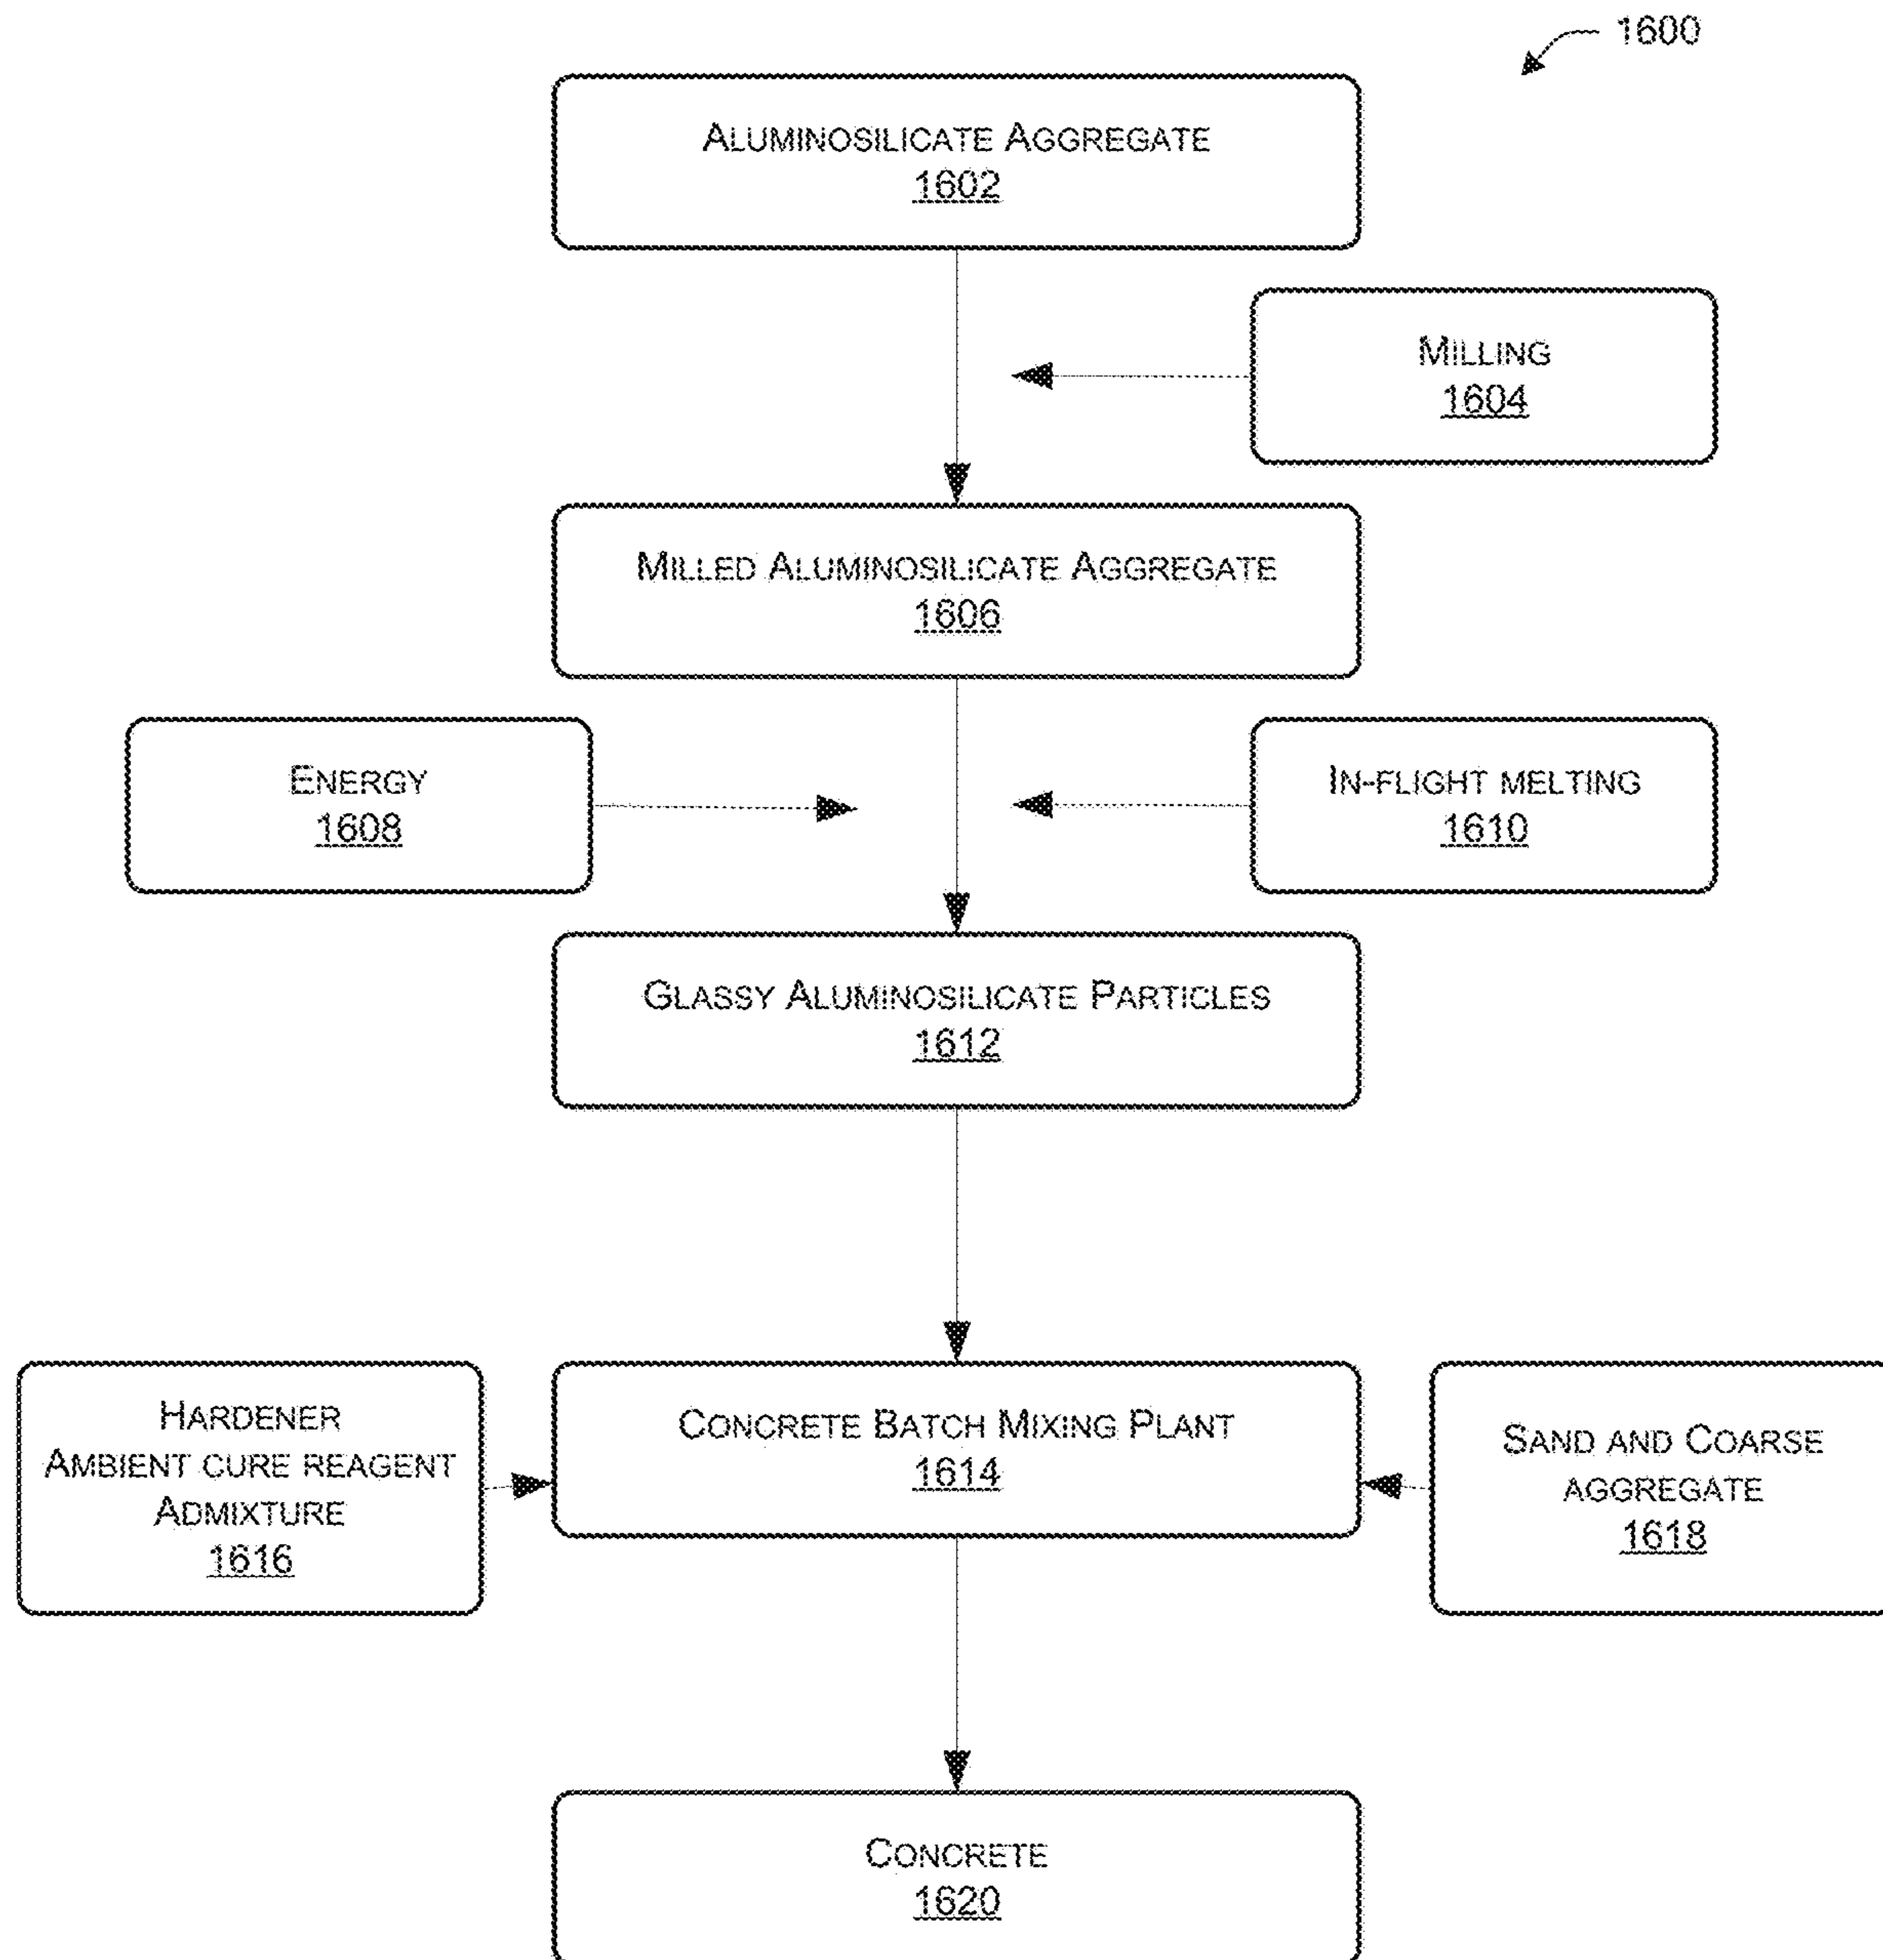 1600
ALUMINOSILICATE AGGREGATE
1602
MILLING
1604
MILLED ALUMINOSILICATE AGGREGATE
1606
ENERGY
1608
IN-FLIGHT MELTING
1610
GLASSY ALUMINOSILICATE PARTICLES
1612
HARDENER
AMBIENT CURE REAGENT
ADMIXTURE
1616
CONCRETE BATCH MIXING PLANT
1614
SAND AND COARSE
AGGREGATE
1618
CONCRETE
1620